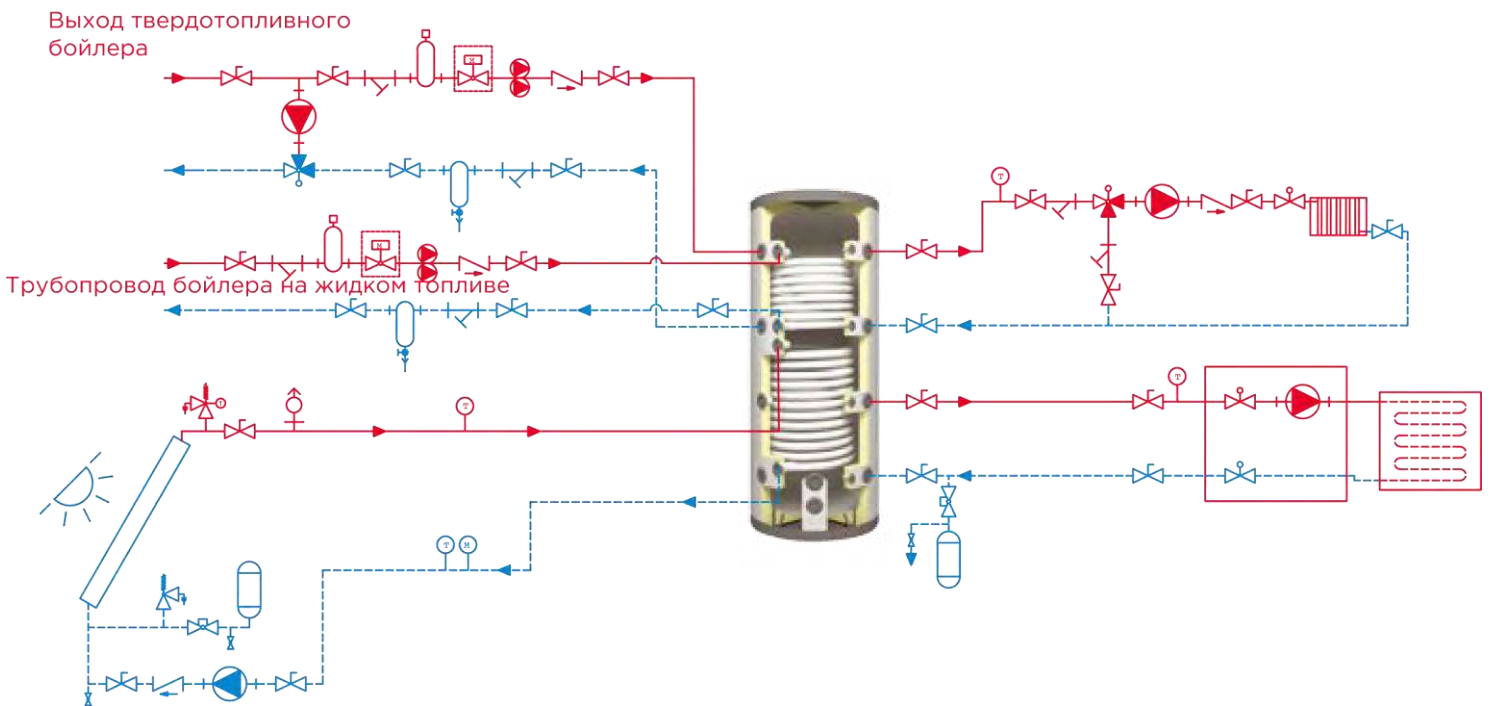 Выход твердотопливного
бойлера
M
M
Трубопровод бойлера на жидком топливе
T
T
T
T
T M